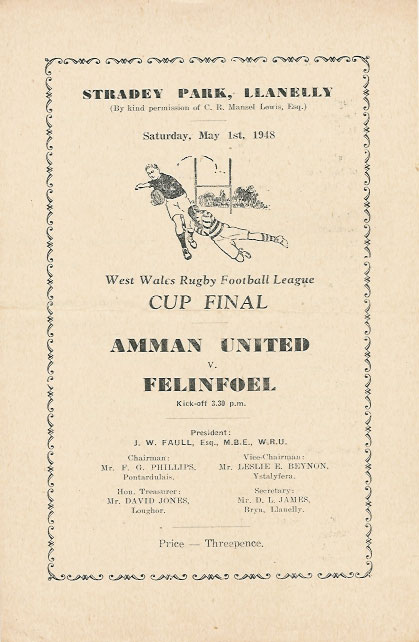 STRADEY PARK, LLANELLY
(By kind permission of C. R. Mansel Lewis, Esq.)
Saturday, May 1st, 1948
West Wales Rugby Football League
CUP FINAL
AMMAN UNITED
v.
FELINFOEL
Kick-off 3.30 p.m.
President:
J. W. FAULL, Esq., M.B.E., W.R.U.
Chairman:
Mr. F. G. PHILLIPS,
Pontardulais.
Vice-Chairman:
Mr. LESLIE E. BEYNON,
Ystalyfera.
Hon. Treasurer:
Mr. DAVID JONES,
Loughor.
Secretary:
Mr. D. L. JAMES,
Bryn, Llanelly.
Price — Threepence.